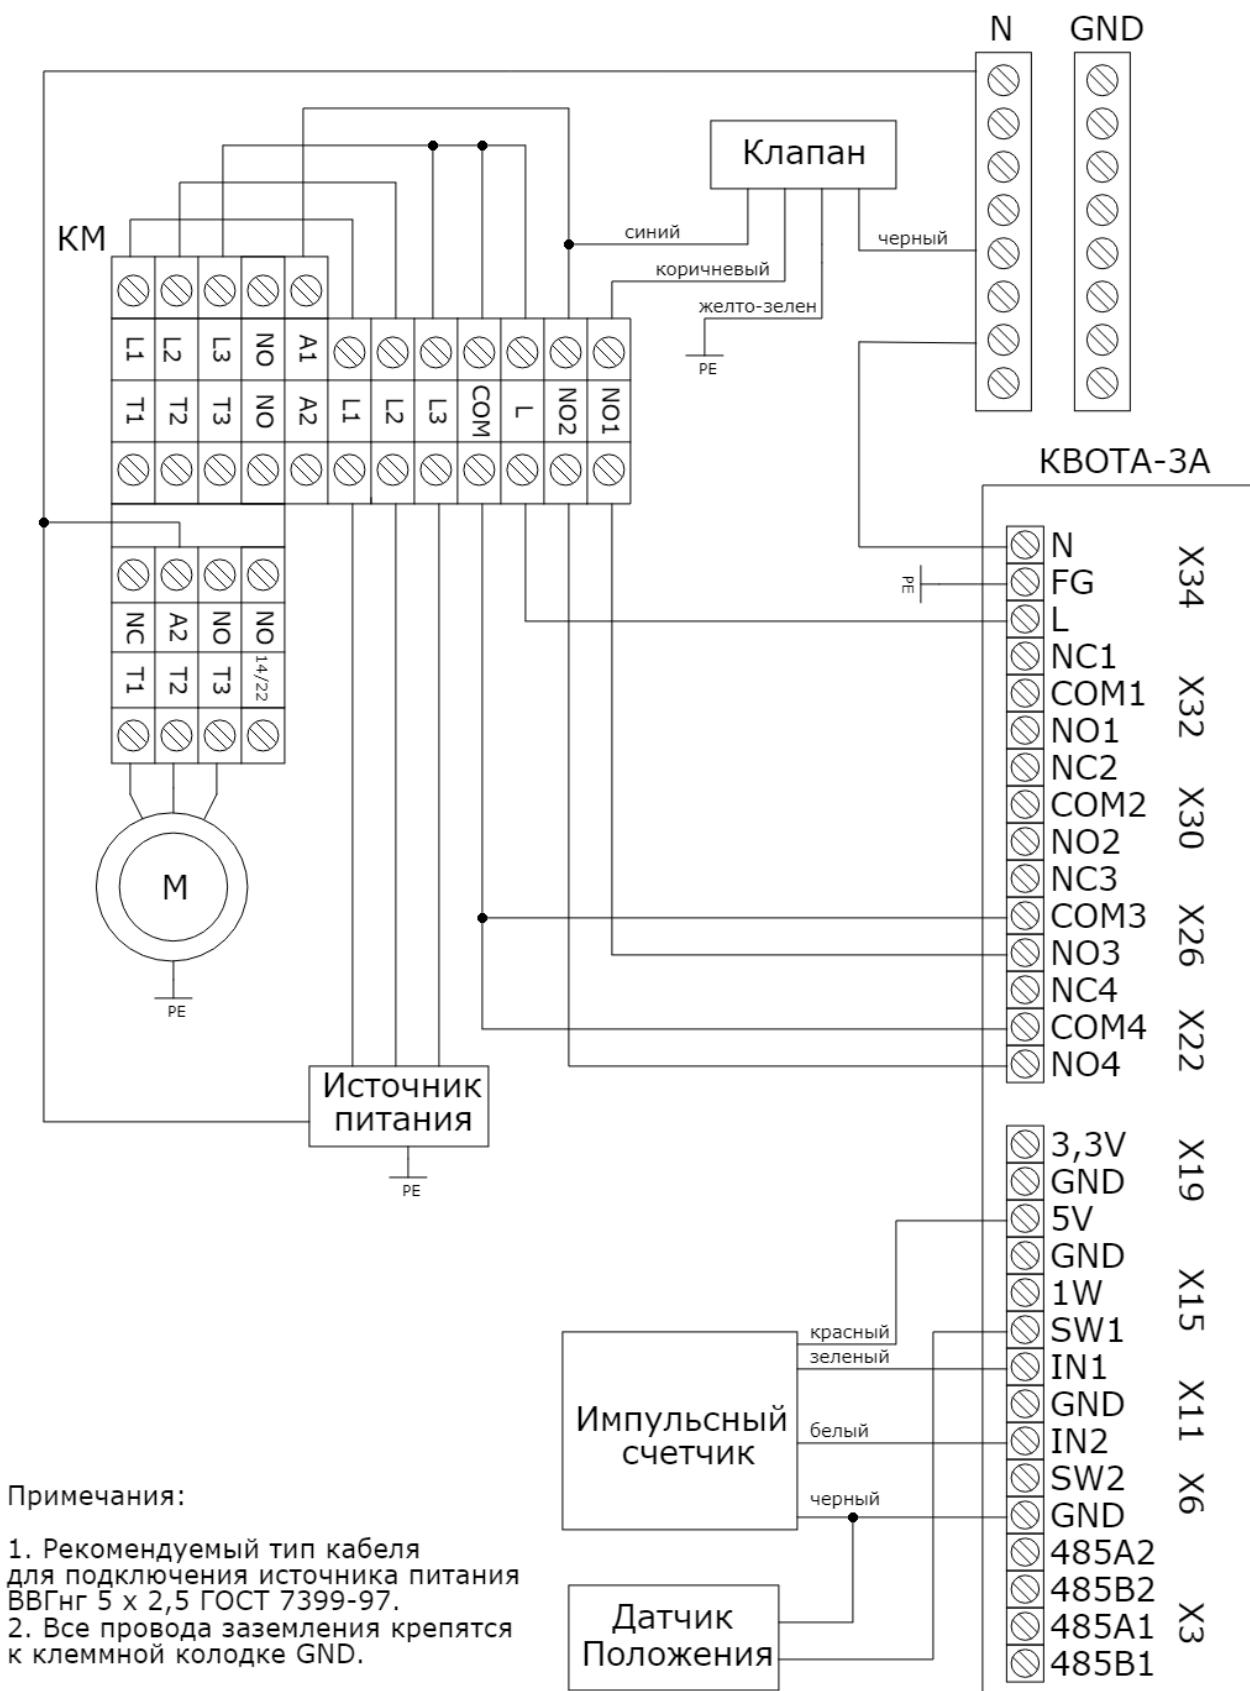 N GND
Клапан
синий
черный
коричневый
желто-зелен
PE
КМ
L1 L2 L3 NO A1
T1 T2 T3 NO A2 L1 L2 L3 COM L NO2 NO1
NC A2 NO NO
T1 T2 T3 14/22
М
PE
Источник
питания
PE
КВОТА-3А
N
FG
PE
L
X34
NC1
COM1
NO1
X32
NC2
COM2
NO2
X30
NC3
COM3
NO3
X26
NC4
COM4
NO4
X22
3,3V
GND
X19
5V
GND
1W
X15
SW1
IN1
GND
X11
IN2
SW2
GND
X6
485A2
485B2
485A1
485B1
X3
красный
зеленый
белый
черный
Импульсный
счетчик
Датчик
Положения
Примечания:
1. Рекомендуемый тип кабеля
для подключения источника питания
ВВГнг 5 х 2,5 ГОСТ 7399-97.
2. Все провода заземления крепятся
к клеммной колодке GND.